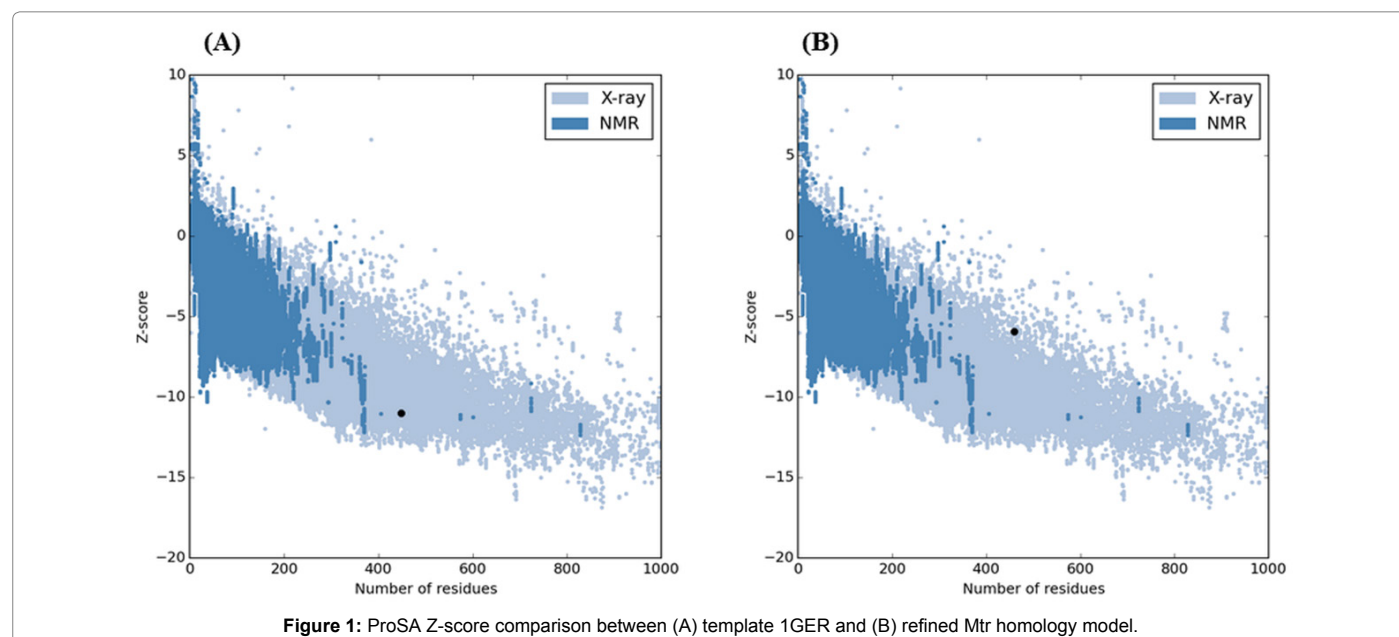 (A)
10
5
0
−5
−10
−15
−20
Z-score
X-ray
NMR
0
200
400
600
800
1000
Number of residues
(B)
10
5
0
−5
−10
−15
−20
Z-score
X-ray
NMR
0
200
400
600
800
1000
Number of residues
Figure 1: ProSA Z-score comparison between (A) template 1GER and (B) refined Mtr homology model.